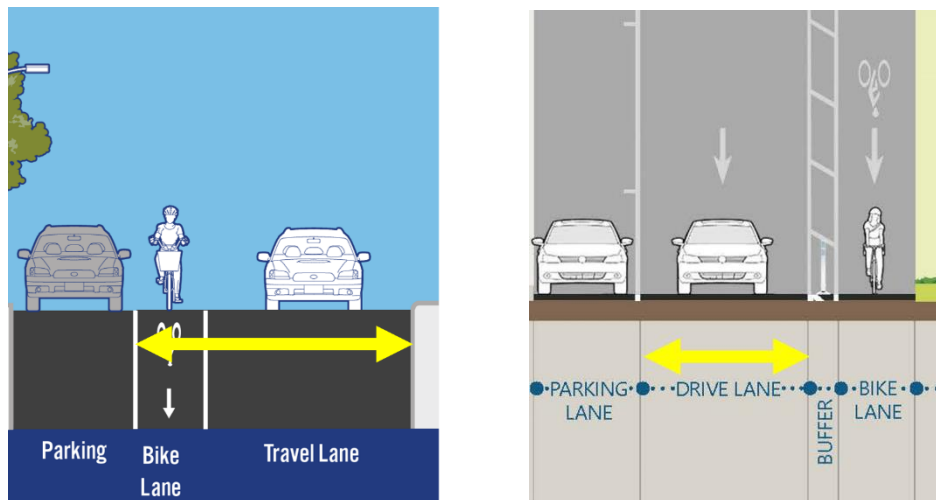 Parking
Bike
Lane
Travel Lane
PARKING
LANE
DRIVE LANE
BUFFER
BIKE
LANE